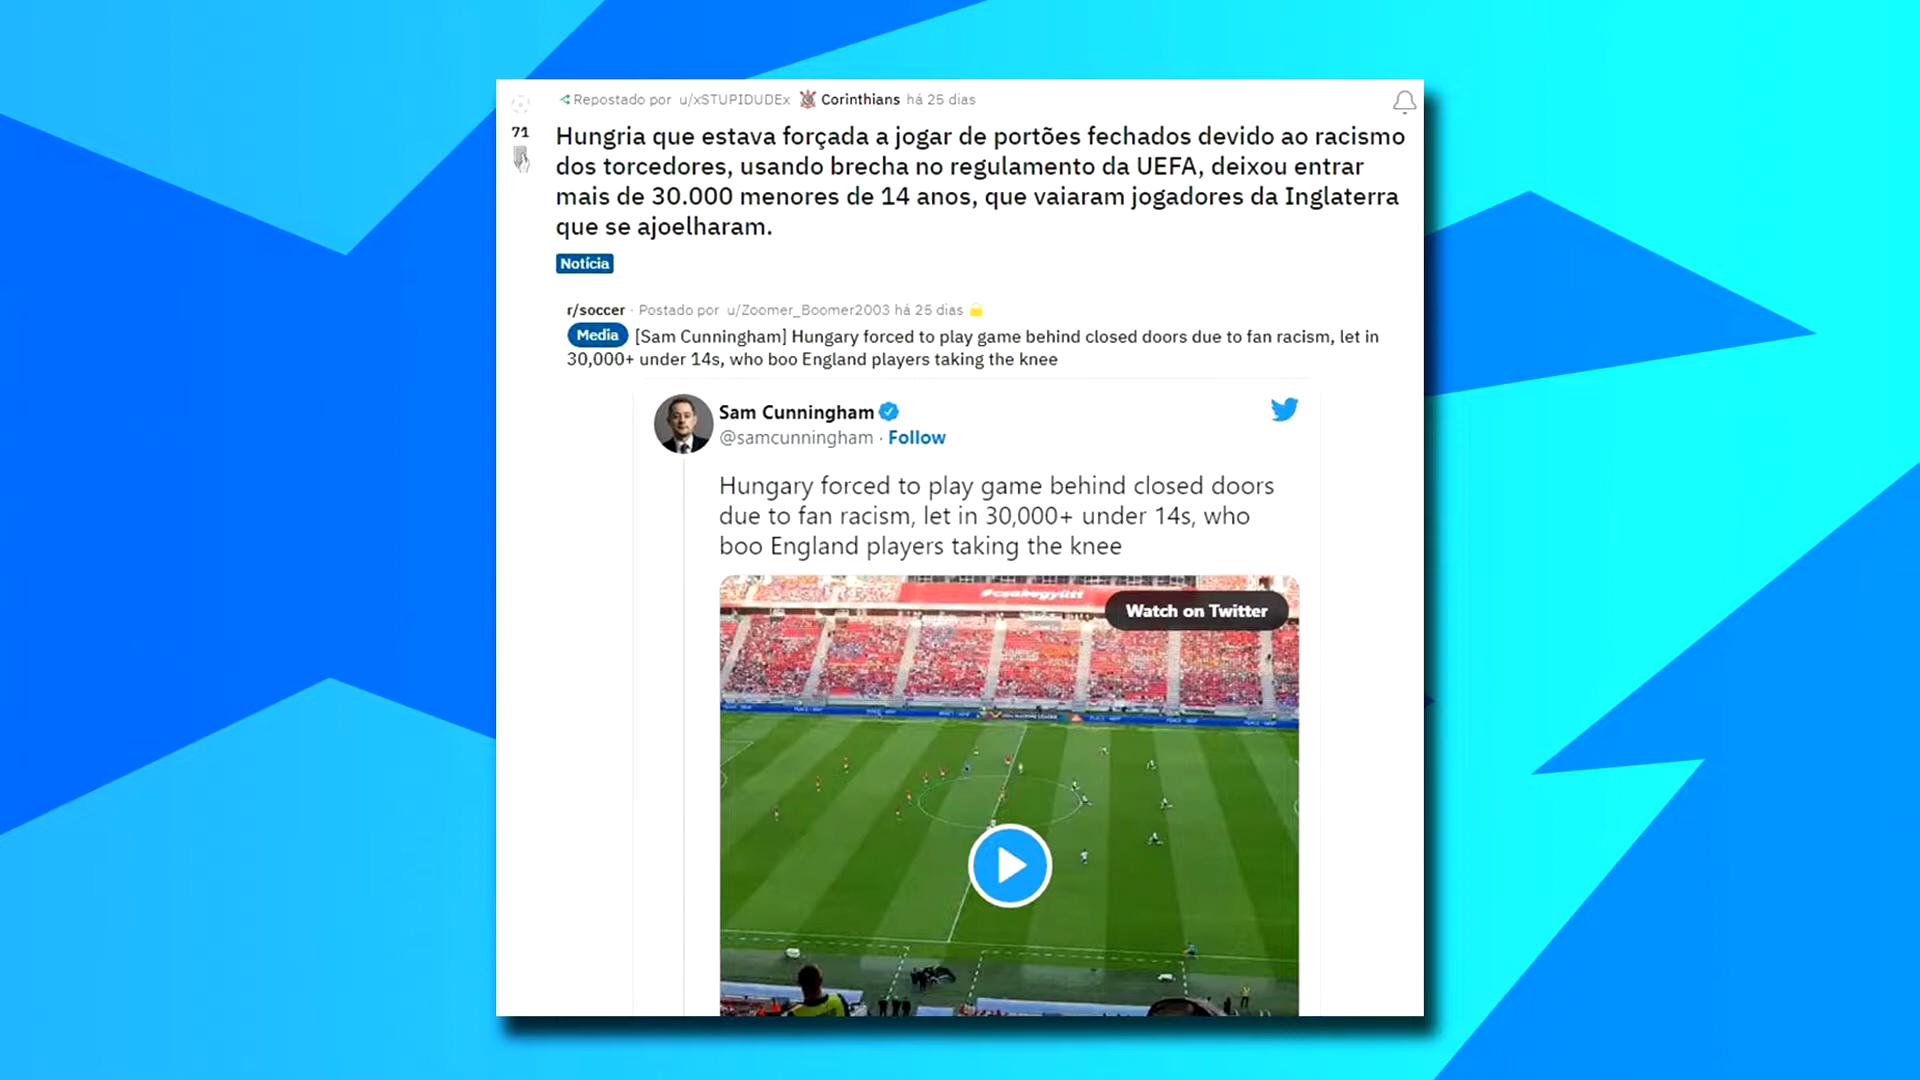 Repostado por u/xSTUPIDUDEx Corinthians há 25 dias
71
Hungria que estava forçada a jogar de portões fechados devido ao racismo
dos torcedores, usando brecha no regulamento da UEFA, deixou entrar
mais de 30.000 menores de 14 anos, que vaiaram jogadores da Inglaterra
que se ajoelharam.
Notícia
r/soccer · Postado por u/Zoomer_Boomer2003 há 25 dias
Media [Sam Cunningham] Hungary forced to play game behind closed doors due to fan racism, let in
30,000+ under 14s, who boo England players taking the knee
Sam Cunningham
@samcunningham · Follow
Hungary forced to play game behind closed doors
due to fan racism, let in 30,000+ under 14s, who
boo England players taking the knee
#csakegyütt
Watch on Twitter